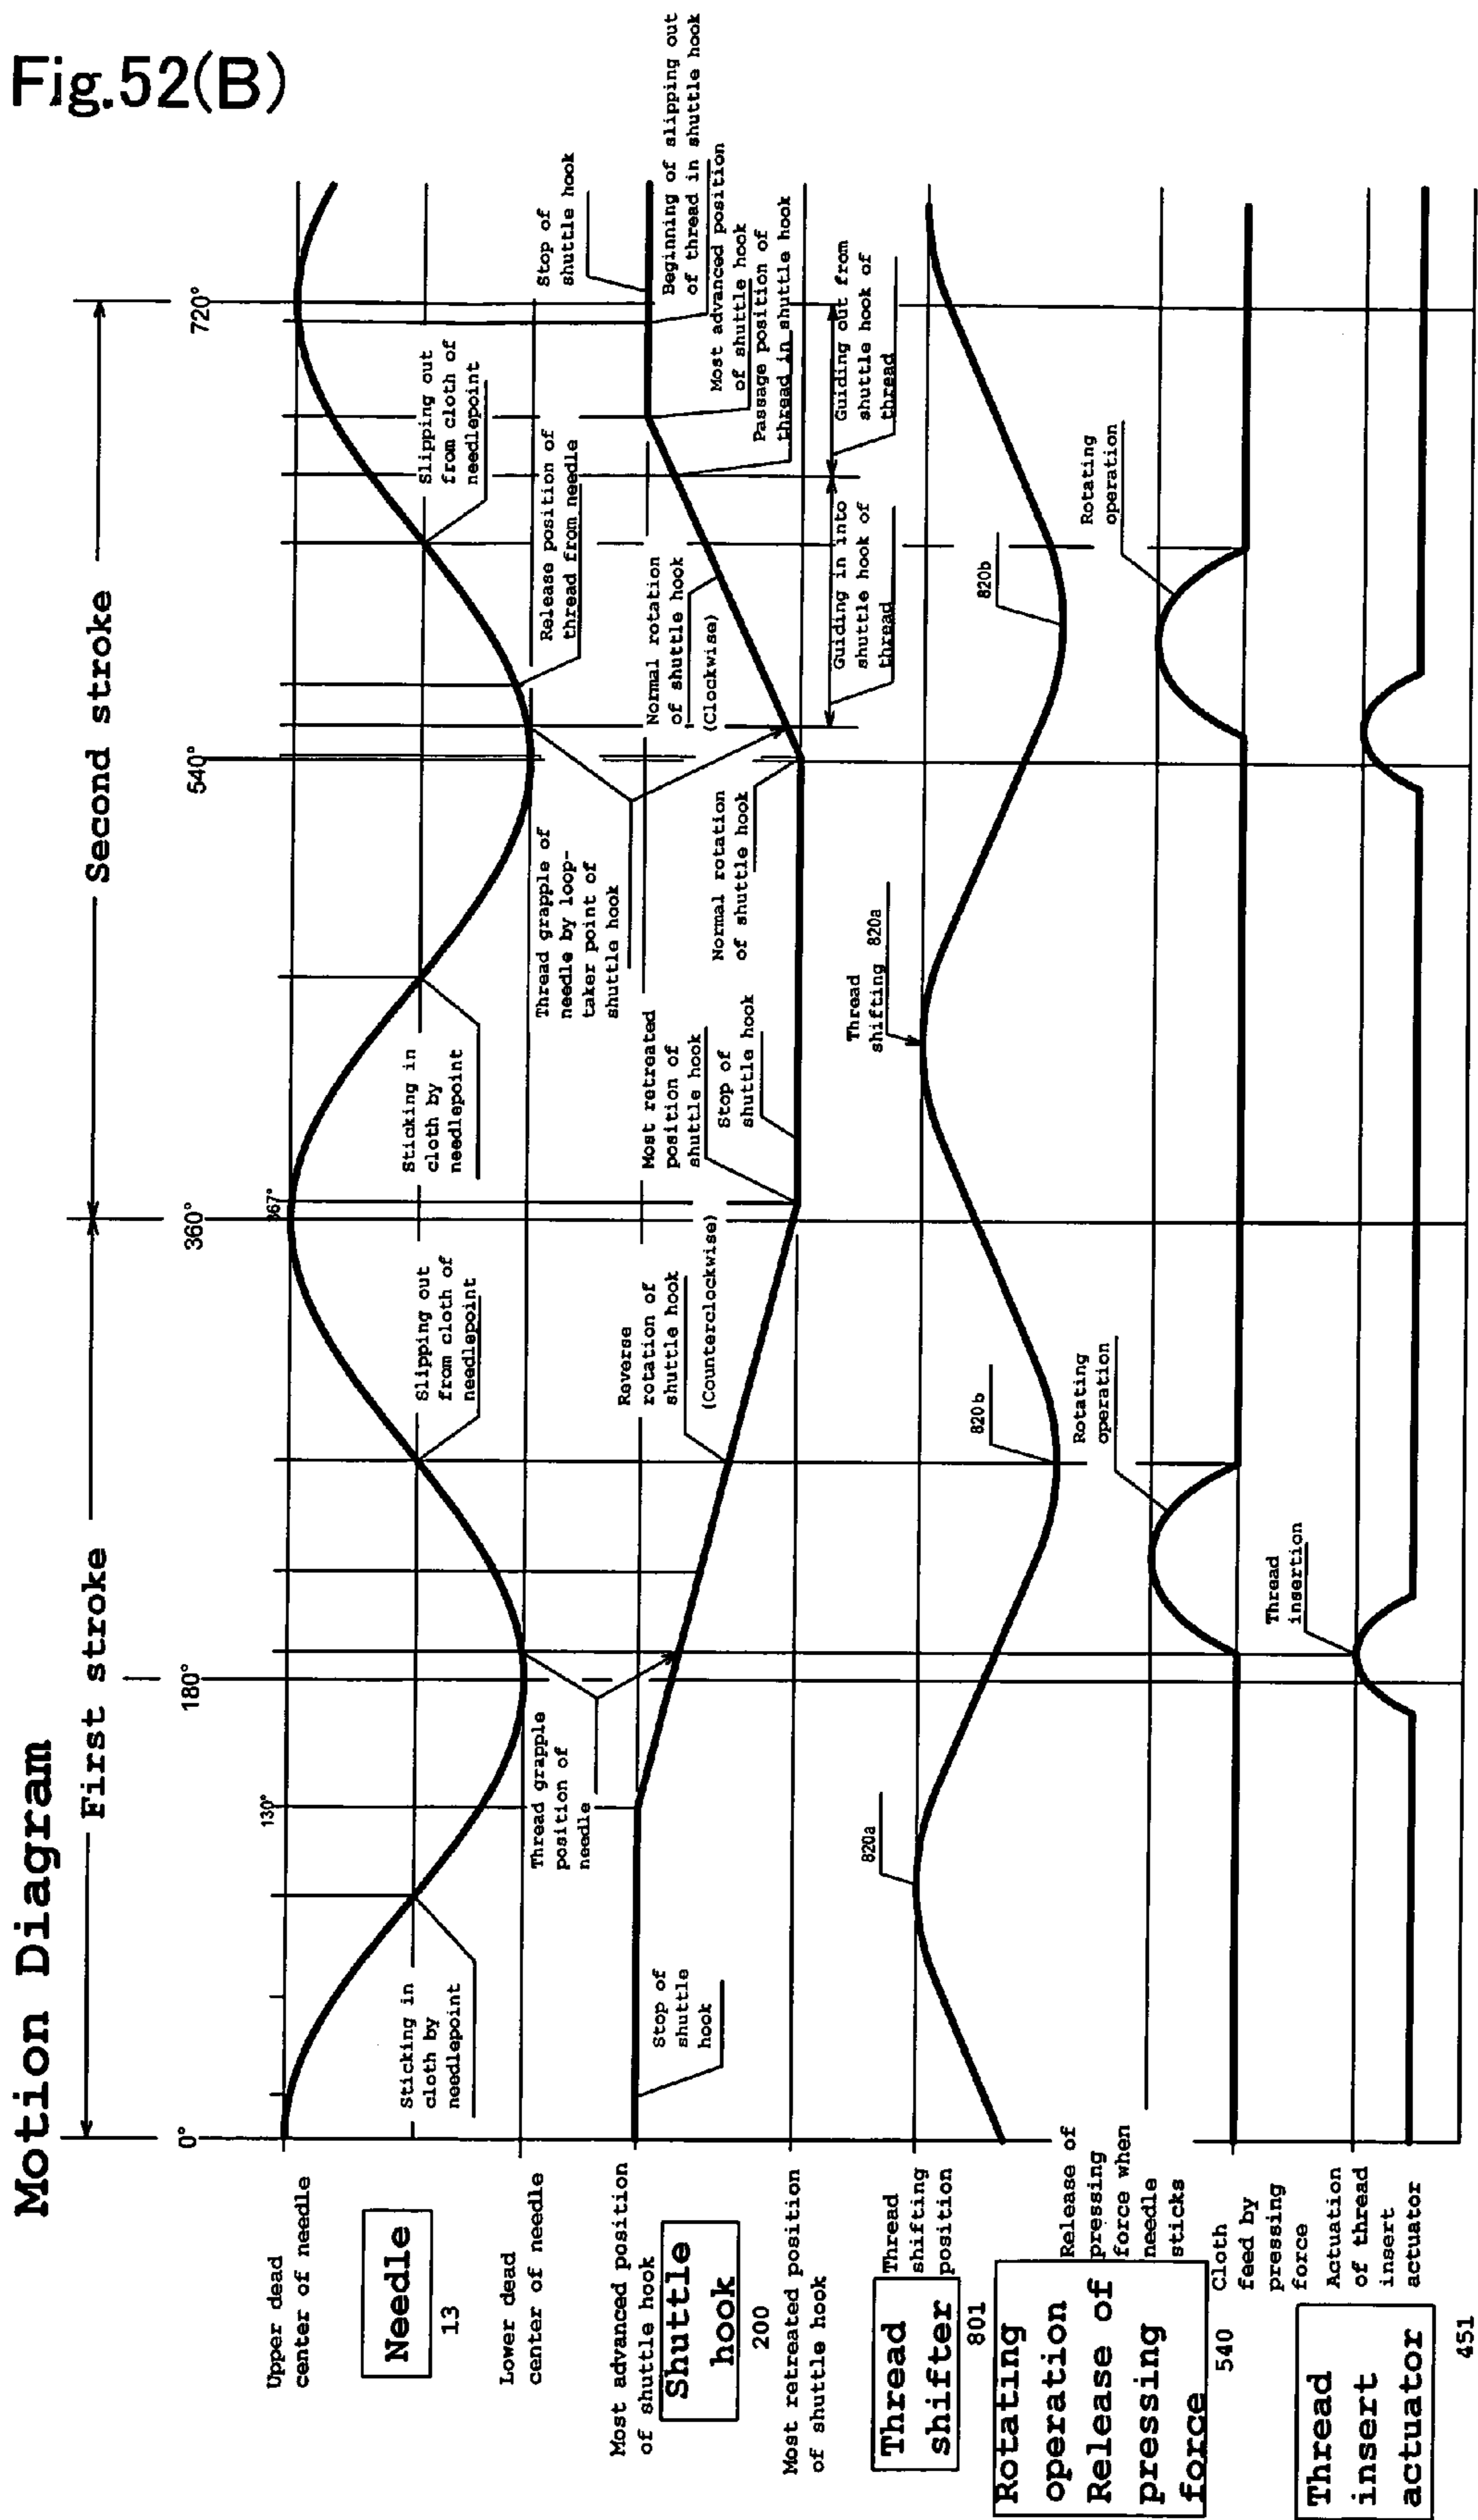 Fig.52(B)
Motion Diagram
First stroke
Second stroke
0°
130°
180°
360°
367°
540°
720°
Upper dead
center of needle
Needle
13
Lower dead
center of needle
Sticking in
cloth by
needlepoint
Slipping out
from cloth of
needlepoint
Sticking in
cloth by
needlepoint
Slipping out
from cloth of
needlepoint
Thread grapple
position of
needle
Thread grapple of
needle by loop-
taker point of
shuttle hook
Release position of
thread from needle
Most advanced position
of shuttle hook
Shuttle
hook
200
Most retreated position
of shuttle hook
Stop of
shuttle
hook
Reverse
rotation of
shuttle hook
(Counterclockwise)
Most retreated
position of
shuttle hook
Stop of
shuttle hook
Normal rotation
of shuttle hook
Normal rotation
of shuttle hook
(Clockwise)
Stop of
shuttle hook
Beginning of slipping out
of thread in shuttle hook
Most advanced position
of shuttle hook
Passage position of
thread in shuttle hook
Guiding in into
shuttle hook of
thread
Guiding out from
shuttle hook of
thread
Thread
shifter
801
Thread
shifting
position
820a
820b
Thread
shifting 820a
820b
Rotating
operation
Release of
pressing
force
540
Release of
pressing
force when
needle
sticks
Cloth
feed by
pressing
force
Rotating
operation
Rotating
operation
Thread
insert
actuator
451
Actuation
of thread
insert
actuator
Thread
insertion